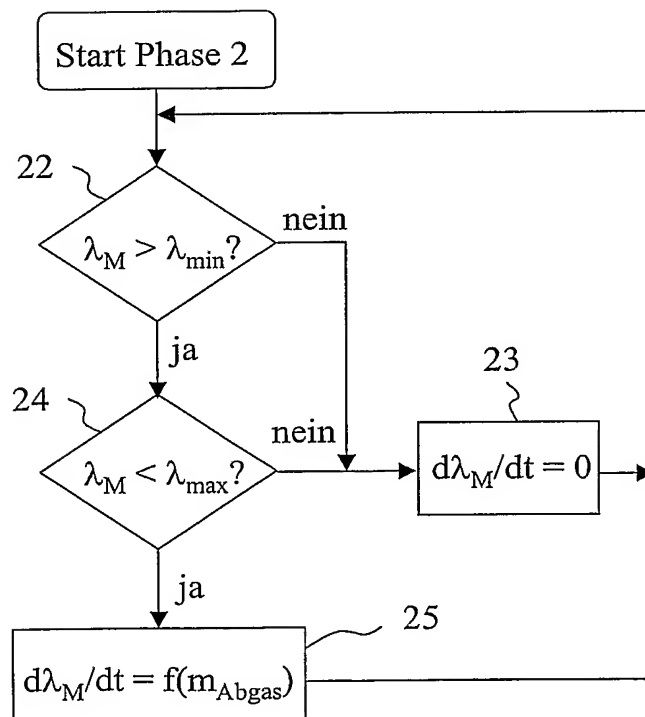 Start Phase 2
22
λ_M > λ_min?
nein
ja
24
λ_M < λ_max?
nein
23
dλ_M/dt = 0
ja
25
dλ_M/dt = f(m_Abgas)